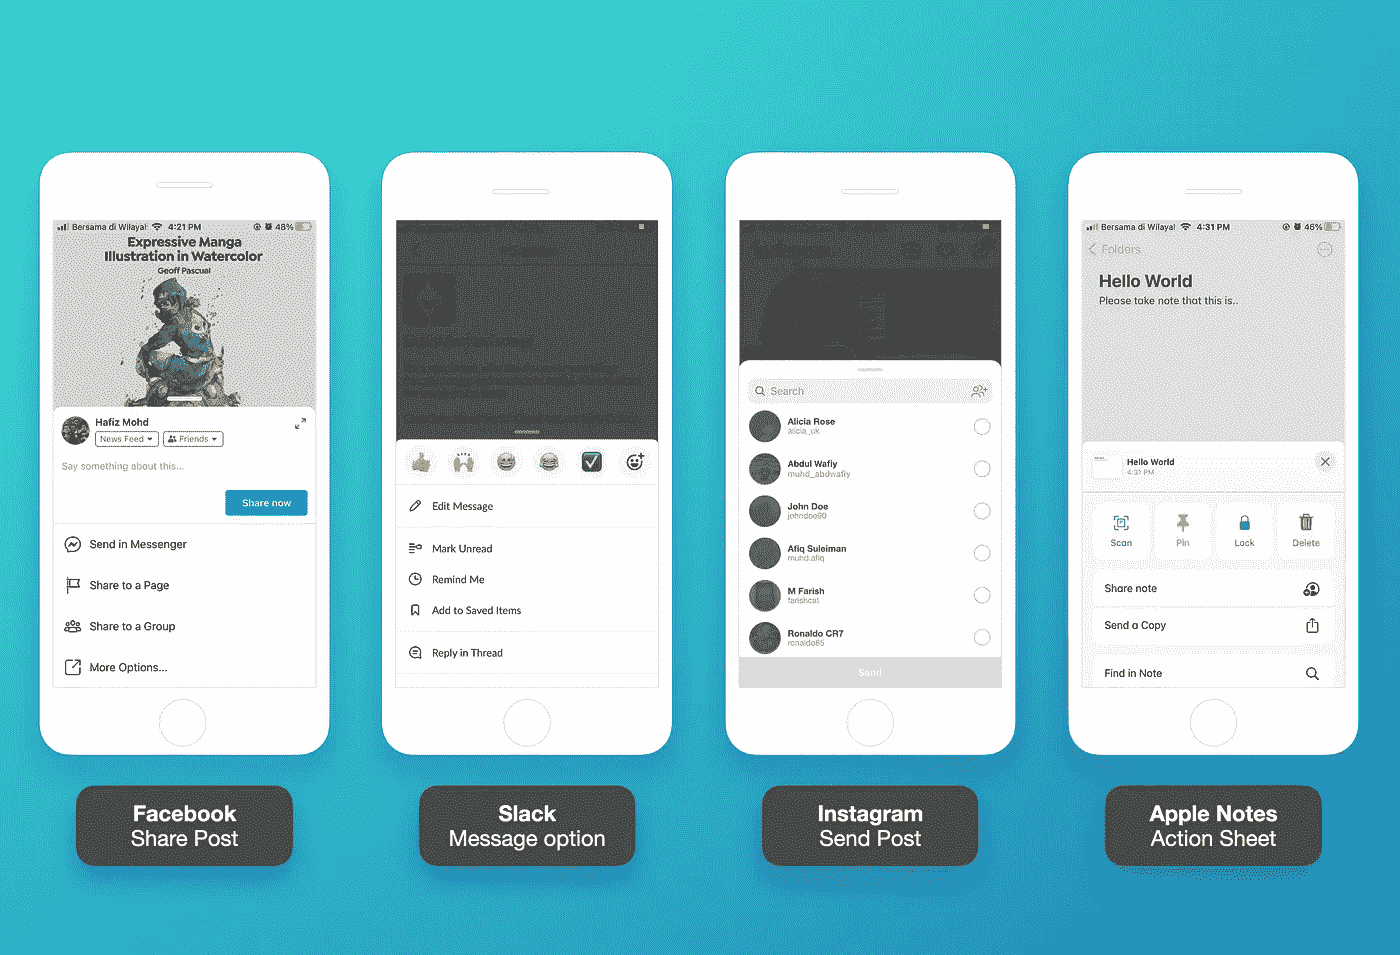 Bersama di Wilayal 4:21 PM 48%
Expressive Manga
Illustration in Watercolor
Geoff Pascual
Hafiz Mohd
News Feed
Friends
Say something about this...
Share now
Send in Messenger
Share to a Page
Share to a Group
More Options...
Facebook
Share Post
Edit Message
Mark Unread
Remind Me
Add to Saved Items
Reply in Thread
Slack
Message option
Search
Alicia Rose
alicia_uk
Abdul Wafiy
muhd_abdwafiy
John Doe
johndoe90
Afiq Suleiman
muhd.afiq
M Farish
farishcat
Ronaldo CR7
ronaldo85
Send
Instagram
Send Post
Bersama di Wilayal 4:31 PM 46%
Folders
Hello World
Please take note that this is..
Hello World
4:31 PM
Scan
Pin
Lock
Delete
Share note
Send a Copy
Find in Note
Apple Notes
Action Sheet